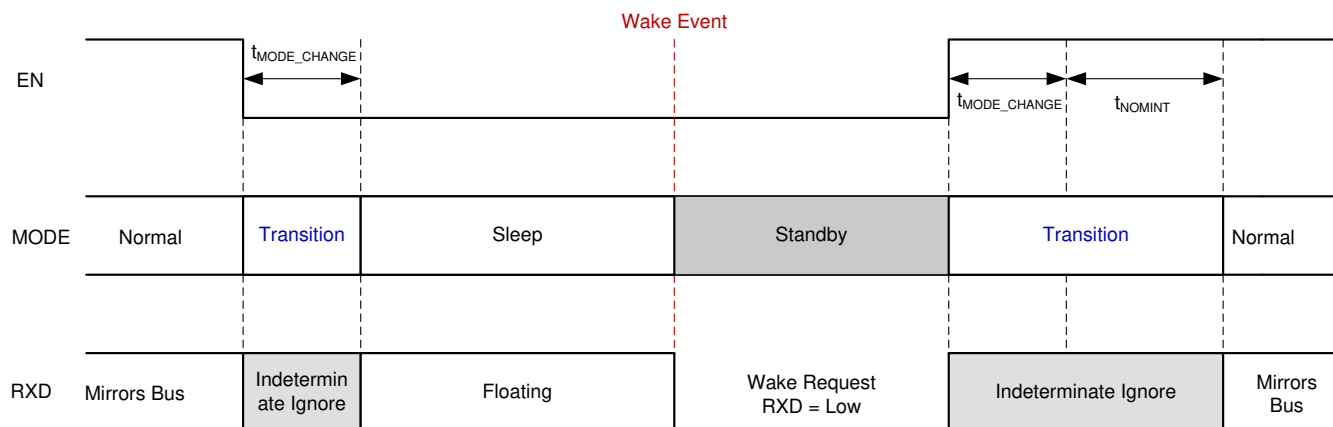 Wake Event
EN
tMODE_CHANGE
tMODE_CHANGE
tNOMINT
MODE
Normal
Transition
Sleep
Standby
Transition
Normal
RXD
Mirrors Bus
Indetermin
ate Ignore
Floating
Wake Request
RXD = Low
Indeterminate Ignore
Mirrors
Bus